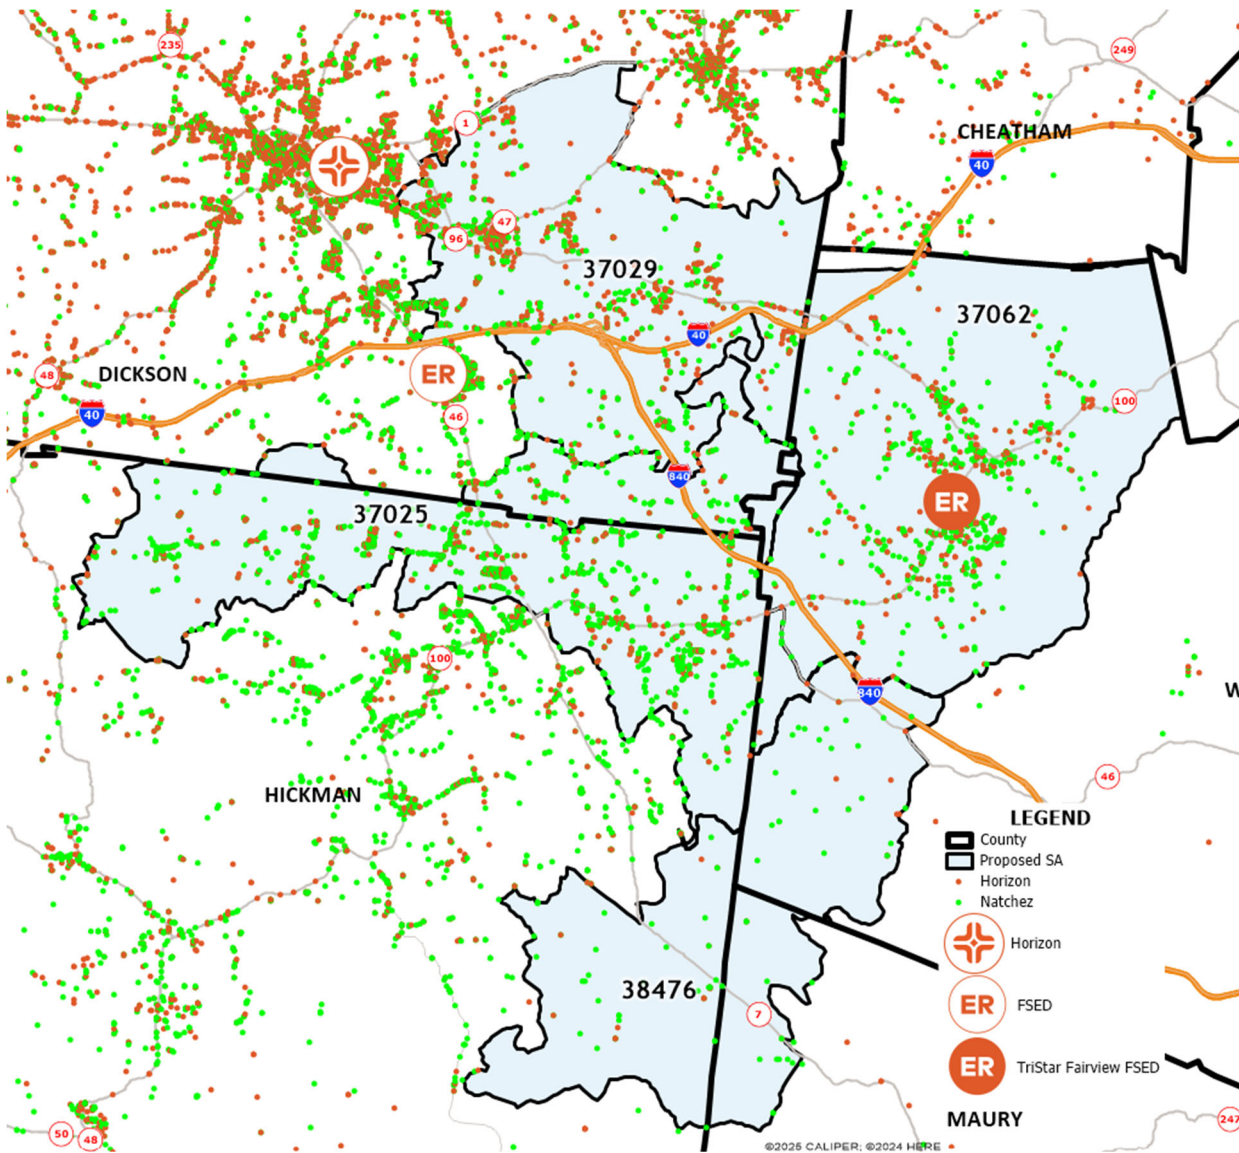 235
249
1
CHEATHAM
40
47
96
37029
37062
40
48
DICKSON
ER
100
40
46
840
ER
37025
100
840
W
46
HICKMAN
LEGEND
County
Proposed SA
Horizon
Natchez
Horizon
38476
ER FSED
7
ER TriStar Fairview FSED
MAURY
247
50
48
©2025 CALIPER; ©2024 HERE